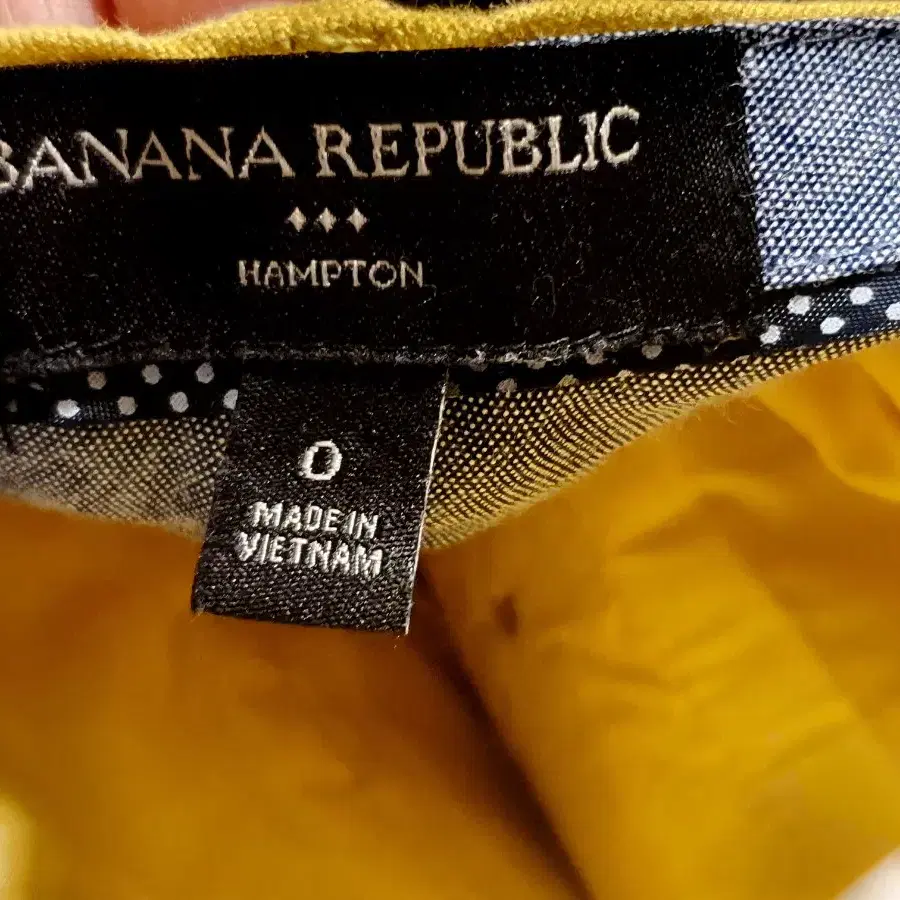 BANANA REPUBLIC
HAMPTON
0
MADE IN
VIETNAM